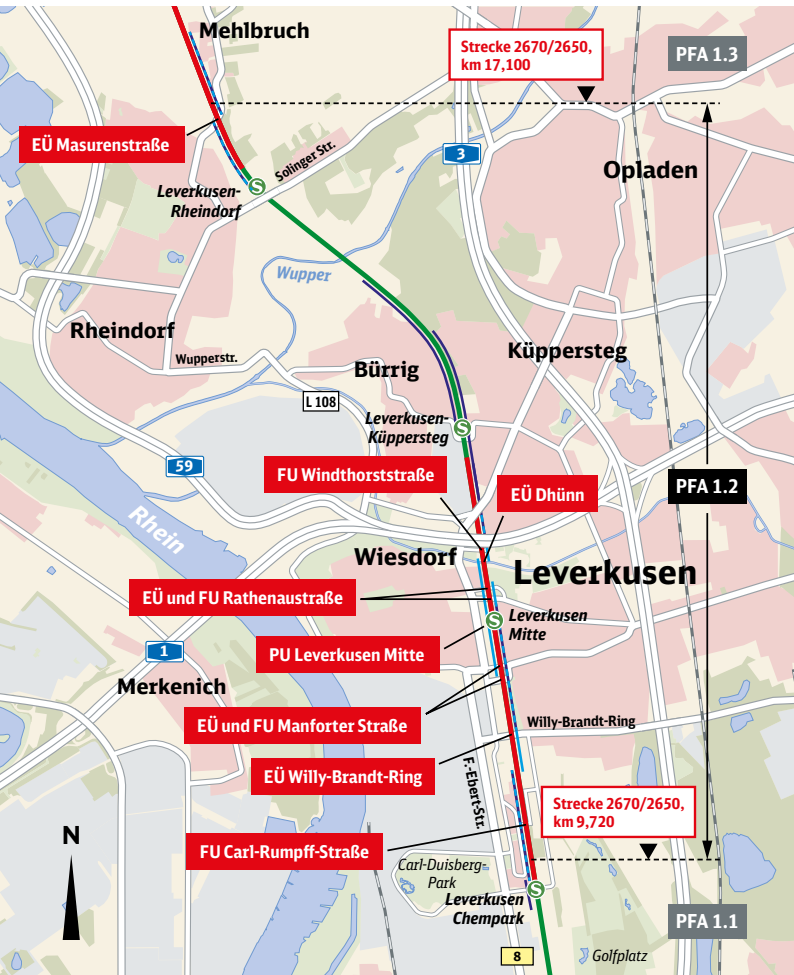 Mehlbruch
Strecke 2670/2650,
km 17,100
PFA 1.3
EÜ Masurenstraße
Solinger Str.
3
Opladen
Leverkusen-
Rheindorf
S
Wupper
Rheindorf
Wupperstr.
Bürrig
Küppersteg
L 108
Leverkusen-
Küppersteg
S
59
FU Windthorststraße
EÜ Dhünn
PFA 1.2
Rhein
Wiesdorf
Leverkusen
EÜ und FU Rathenaustraße
S
Leverkusen
Mitte
1
PU Leverkusen Mitte
Merkenich
EÜ und FU Manforter Straße
Willy-Brandt-Ring
EÜ Willy-Brandt-Ring
F.-Ebert-Str.
Strecke 2670/2650,
km 9,720
N
FU Carl-Rumpff-Straße
Carl-Duisberg-
Park
Leverkusen
Chempark
S
PFA 1.1
8
Golfplatz